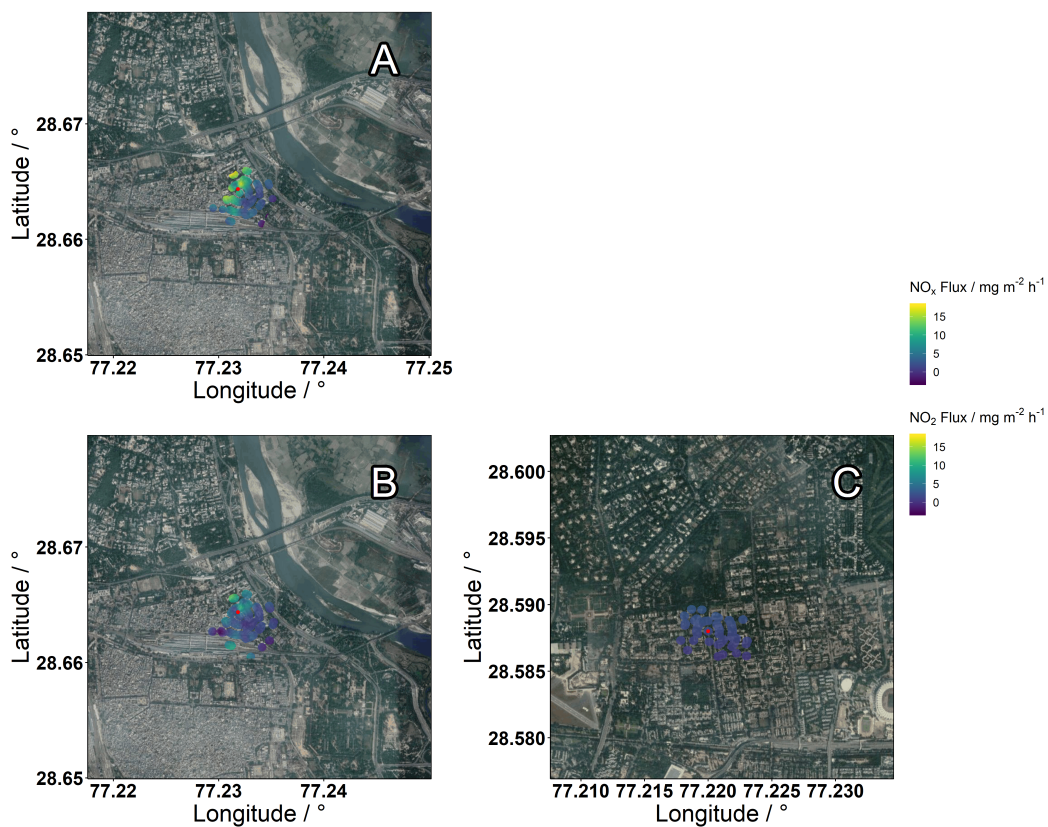 A
28.67
28.66
28.65
Latitude / °
77.22 77.23 77.24 77.25
Longitude / °
NOx Flux / mg m-2 h-1
15
10
5
0
NO2 Flux / mg m-2 h-1
15
10
5
0
B
28.67
28.66
28.65
Latitude / °
77.22 77.23 77.24
Longitude / °
C
28.600
28.595
28.590
28.585
28.580
Latitude / °
77.210 77.215 77.220 77.225 77.230
Longitude / °